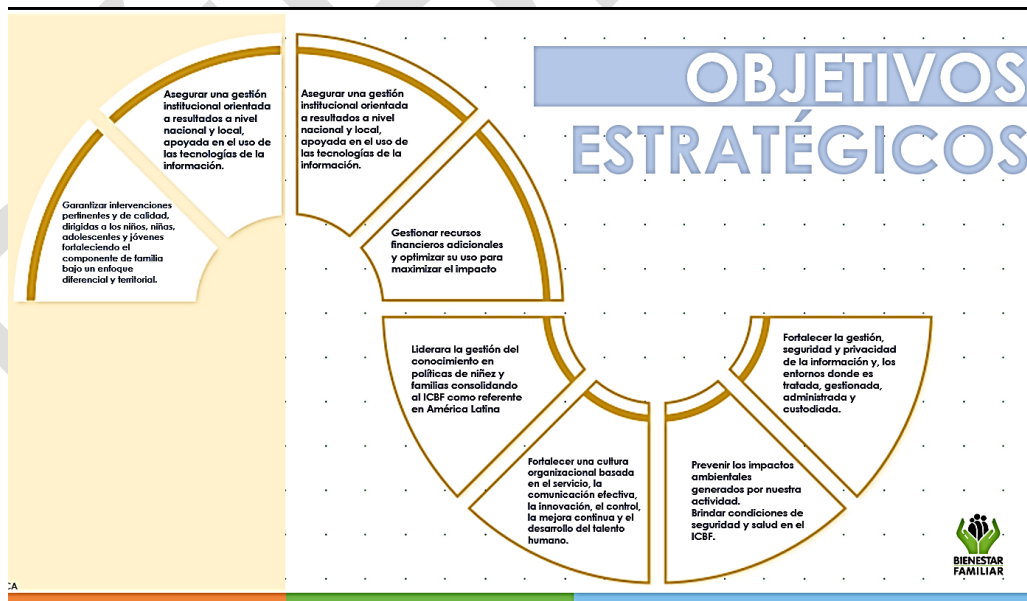 OBJETIVOS
ESTRATÉGICOS
Garantizar intervenciones
pertinentes y de calidad,
dirigidas a los niños, niñas,
adolescentes y jóvenes
fortaleciendo el
componente de familia
bajo un enfoque
diferencial y territorial.
Asegurar una gestión
institucional orientada
a resultados a nivel
nacional y local,
apoyada en el uso de
las tecnologías de la
información.
Asegurar una gestión
institucional orientada
a resultados a nivel
nacional y local,
apoyada en el uso de
las tecnologías de la
información.
Gestionar recursos
financieros adicionales
y optimizar su uso para
maximizar el impacto
Liderara la gestión del
conocimiento en
políticas de niñez y
familias consolidando
al ICBF como referente
en América Latina
Fortalecer una cultura
organizacional basada
en el servicio, la
comunicación efectiva,
la innovación, el control,
la mejora continua y el
desarrollo del talento
humano.
Prevenir los impactos
ambientales
generados por nuestra
actividad.
Brindar condiciones de
seguridad y salud en el
ICBF.
Fortalecer la gestión,
seguridad y privacidad
de la información y, los
entornos donde es
tratada, gestionada,
administrada y
custodiada.
BIENESTAR
FAMILIAR
CA